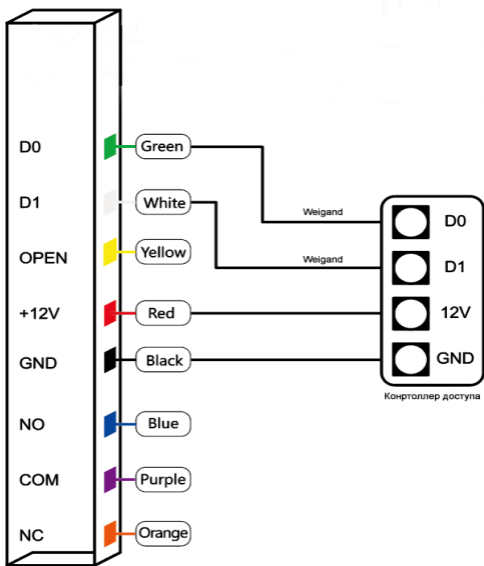 D0 Green
Weigand D0
D1 White
Weigand D1
OPEN Yellow
+12V Red 12V
GND Black GND
Конртоллер доступа
NO Blue
COM Purple
NC Orange